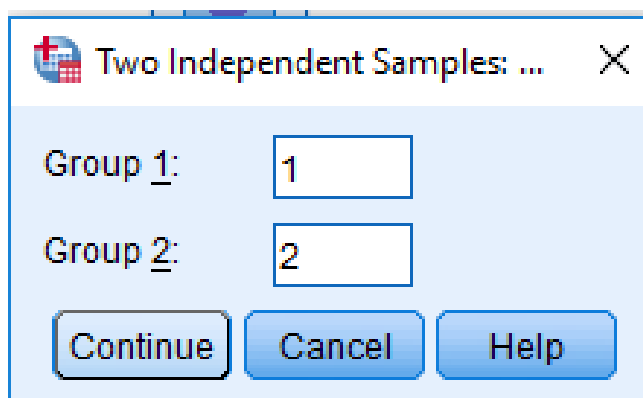 Two Independent Samples: ...
Group 1: 1
Group 2: 2
Continue Cancel Help